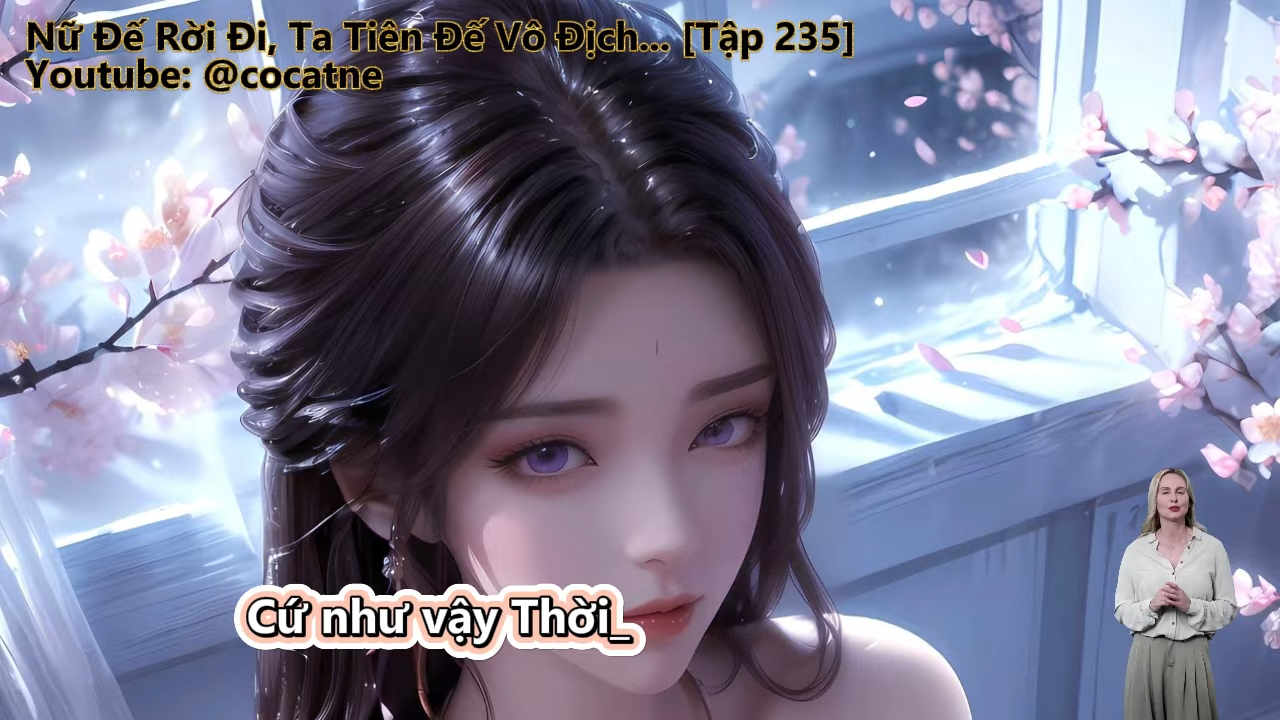 Nữ Đế Rời Đi, Ta Tiên Đế Vô Địch... [Tập 235]
Youtube: @cocatne
Cứ như vậy Thời_